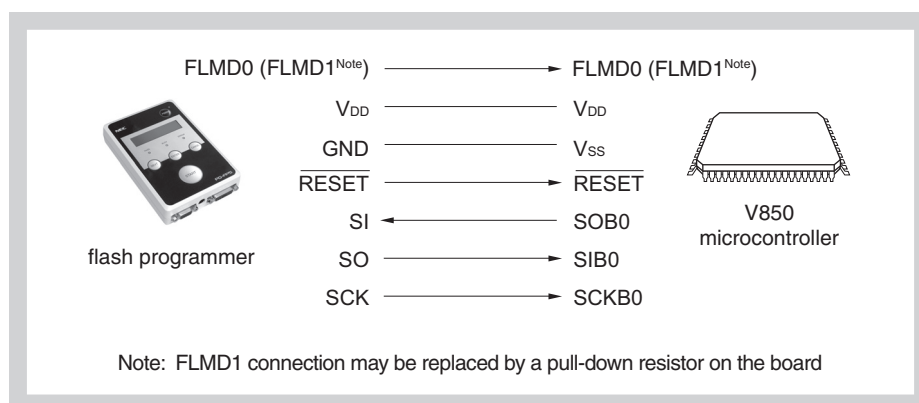 FLMD0 (FLMD1Note) FLMD0 (FLMD1Note)
VDD VDD
GND VSS
RESET RESET
SI SOB0
SO SIB0
SCK SCKB0
NEC
flash programmer
V850
microcontroller
Note: FLMD1 connection may be replaced by a pull-down resistor on the board